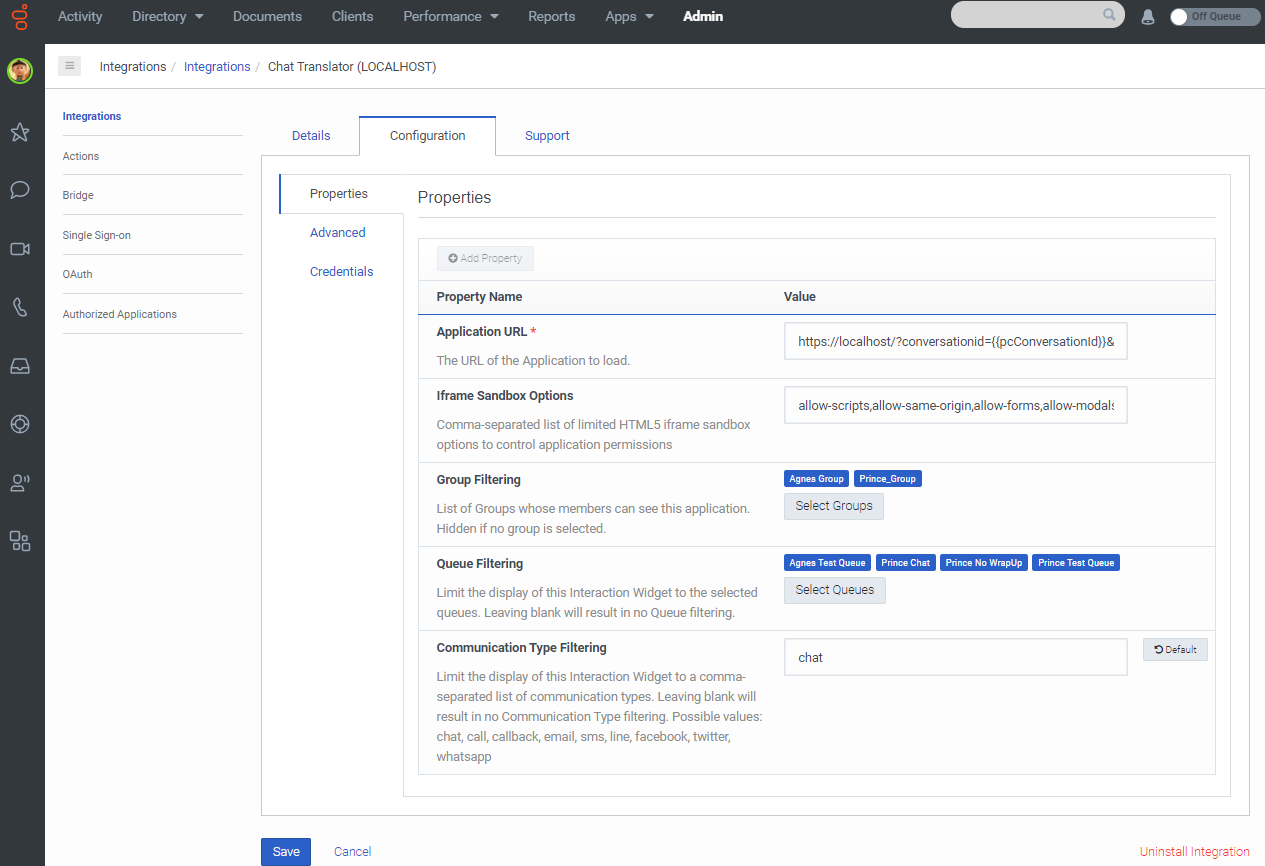 Activity Directory Documents Clients Performance Reports Apps Admin Off Queue
Integrations / Integrations / Chat Translator (LOCALHOST)
Integrations
Actions
Bridge
Single Sign-on
OAuth
Authorized Applications
Details Configuration Support
Properties
Advanced
Credentials
Properties
Add Property
Property Name Value
Application URL * https://localhost/?conversationid={{pcConversationId}}&
The URL of the Application to load.
Iframe Sandbox Options allow-scripts,allow-same-origin,allow-forms,allow-modals
Comma-separated list of limited HTML5 iframe sandbox
options to control application permissions
Group Filtering Agnes Group Prince_Group
List of Groups whose members can see this application. Select Groups
Hidden if no group is selected.
Queue Filtering Agnes Test Queue Prince Chat Prince No WrapUp Prince Test Queue
Limit the display of this Interaction Widget to the selected Select Queues
queues. Leaving blank will result in no Queue filtering.
Communication Type Filtering chat Default
Limit the display of this Interaction Widget to a comma-
separated list of communication types. Leaving blank will
result in no Communication Type filtering. Possible values:
chat, call, callback, email, sms, line, facebook, twitter,
whatsapp
Save Cancel Uninstall Integration